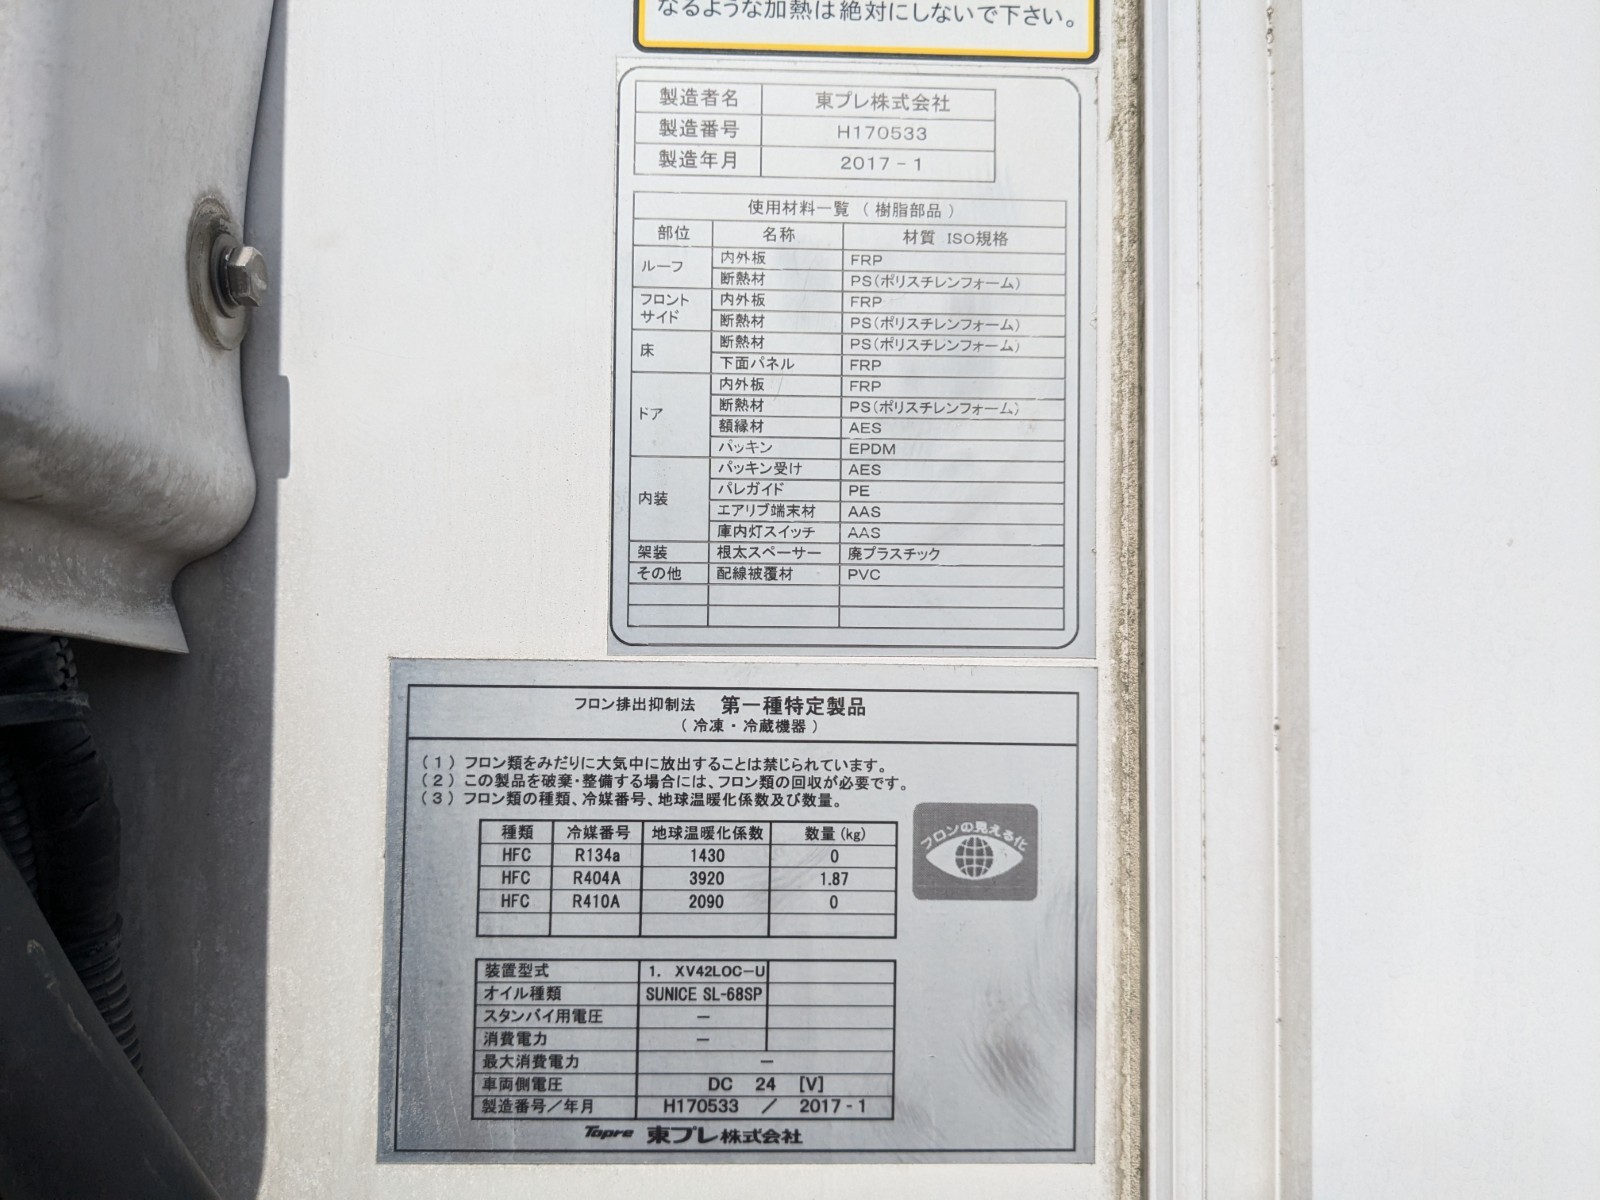 なるような加熱は絶対にしないで下さい。
製造者名 東プレ株式会社
製造番号 H170533
製造年月 2017 - 1
使用材料一覧 ( 樹脂部品 )
部位 名称 材質 ISO規格
ルーフ 内外板 FRP
断熱材 PS(ポリスチレンフォーム)
フロント サイド 内外板 FRP
断熱材 PS(ポリスチレンフォーム)
床 断熱材 PS(ポリスチレンフォーム)
下面パネル FRP
ドア 内外板 FRP
断熱材 PS(ポリスチレンフォーム)
額縁材 AES
パッキン EPDM
内装 パッキン受け AES
パレガイド PE
エアリブ端末材 AAS
庫内灯スイッチ AAS
架装 根太スペーサー 廃プラスチック
その他 配線被覆材 PVC
フロン排出抑制法 第一種特定製品
( 冷凍・冷蔵機器 )
(1) フロン類をみだりに大気中に放出することは禁じられています。
(2) この製品を破棄・整備する場合には、フロン類の回収が必要です。
(3) フロン類の種類、冷媒番号、地球温暖化係数及び数量。
種類 冷媒番号 地球温暖化係数 数量(kg)
HFC R134a 1430 0
HFC R404A 3920 1.87
HFC R410A 2090 0
フロンの見える化
装置型式 1. XV42LOC-U
オイル種類 SUNICE SL-68SP
スタンバイ用電圧 －
消費電力 －
最大消費電力 －
車両側電圧 DC 24 [V]
製造番号／年月 H170533 ／ 2017 - 1
Topre 東プレ株式会社